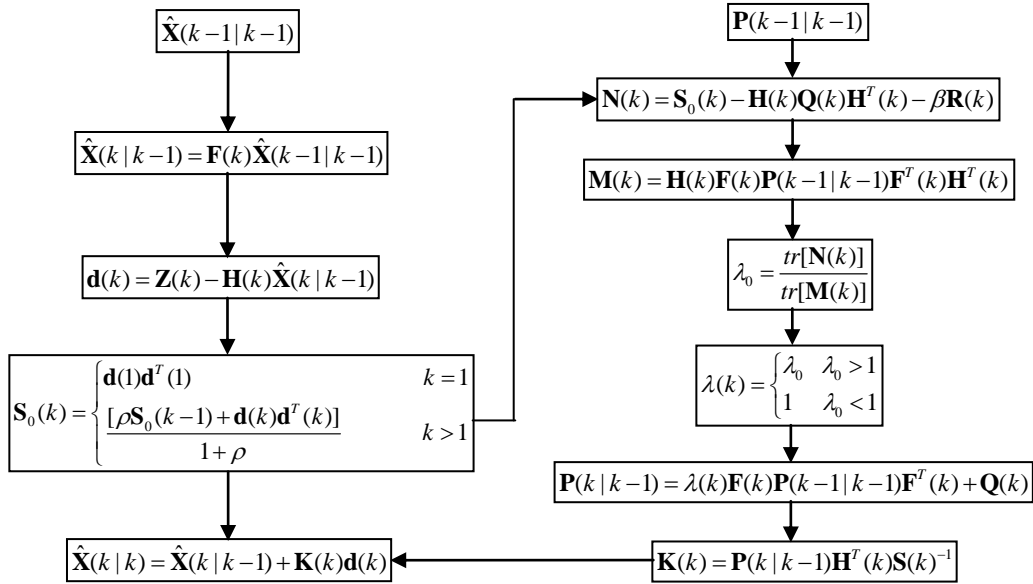 X̂(k−1|k−1)
X̂(k|k−1)=F(k)X̂(k−1|k−1)
d(k)=Z(k)−H(k)X̂(k|k−1)
S₀(k)={d(1)dᵀ(1) k=1
[ρS₀(k−1)+d(k)dᵀ(k)]/(1+ρ) k>1
X̂(k|k)=X̂(k|k−1)+K(k)d(k)
P(k−1|k−1)
N(k)=S₀(k)−H(k)Q(k)Hᵀ(k)−βR(k)
M(k)=H(k)F(k)P(k−1|k−1)Fᵀ(k)Hᵀ(k)
λ₀=tr[N(k)]/tr[M(k)]
λ(k)={λ₀ λ₀>1
1 λ₀<1
P(k|k−1)=λ(k)F(k)P(k−1|k−1)Fᵀ(k)+Q(k)
K(k)=P(k|k−1)Hᵀ(k)S(k)⁻¹